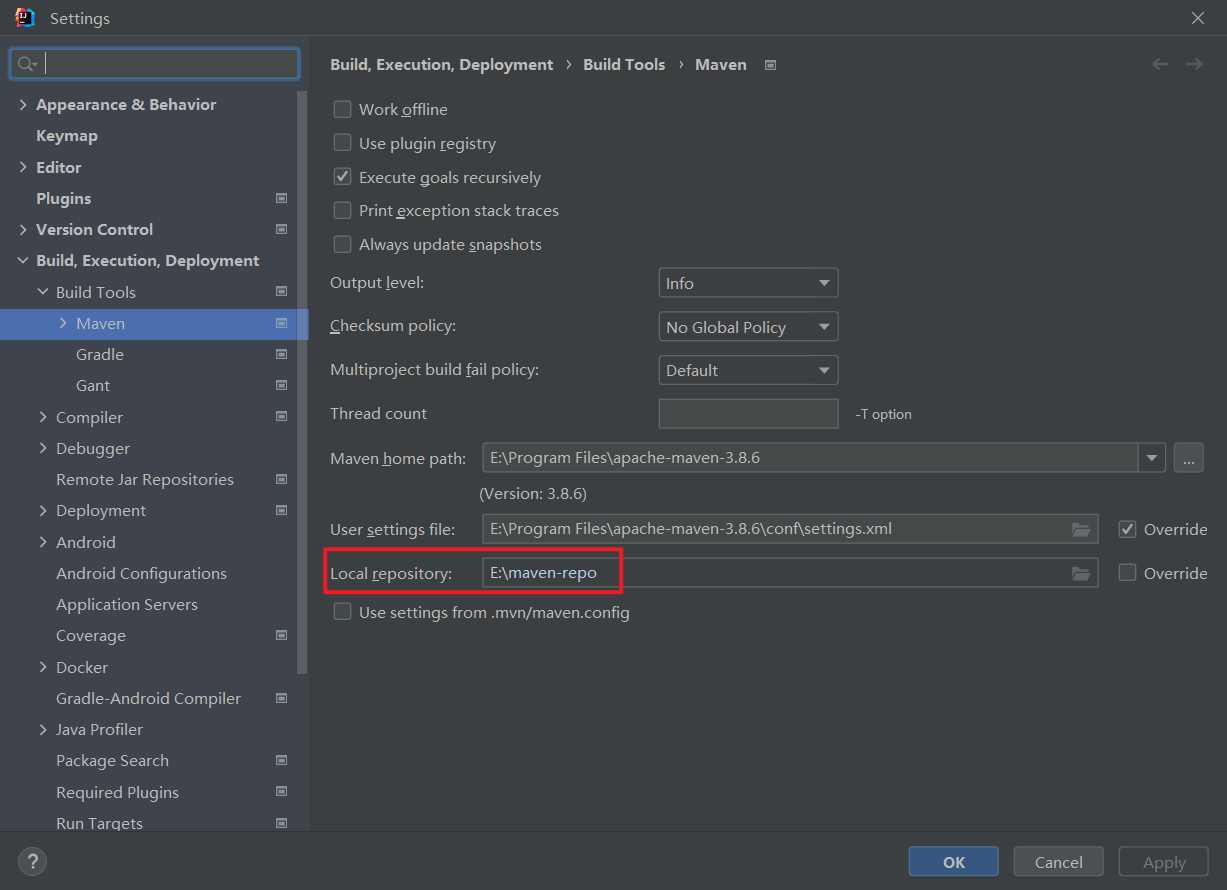 Settings
Build, Execution, Deployment › Build Tools › Maven
Appearance & Behavior
Keymap
Editor
Plugins
Version Control
Build, Execution, Deployment
Build Tools
Maven
Gradle
Gant
Compiler
Debugger
Remote Jar Repositories
Deployment
Android
Android Configurations
Application Servers
Coverage
Docker
Gradle-Android Compiler
Java Profiler
Package Search
Required Plugins
Run Targets
Work offline
Use plugin registry
Execute goals recursively
Print exception stack traces
Always update snapshots
Output level: Info
Checksum policy: No Global Policy
Multiproject build fail policy: Default
Thread count -T option
Maven home path: E:\Program Files\apache-maven-3.8.6 ...
(Version: 3.8.6)
User settings file: E:\Program Files\apache-maven-3.8.6\conf\settings.xml Override
Local repository: E:\maven-repo Override
Use settings from .mvn/maven.config
? OK Cancel Apply